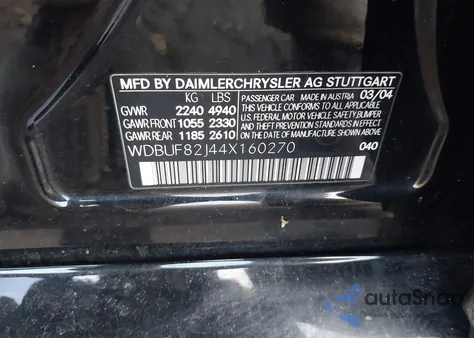 MFD BY DAIMLERCHRYSLER AG STUTTGART
KG LBS
GVWR 2240 4940
GAWR FRONT 1055 2330
GAWR REAR 1185 2610
PASSENGER CAR MADE IN AUSTRIA 03/04
THIS VEHICLE CONFORMS TO ALL APPLICABLE
U.S. FEDERAL MOTOR VEHICLE SAFETY, BUMPER,
AND THEFT PREVENTION STANDARDS IN EFFECT
ON THE DATE OF MANUFACTURE SHOWN ABOVE.
WDBUF82J44X160270
040
autoSnap